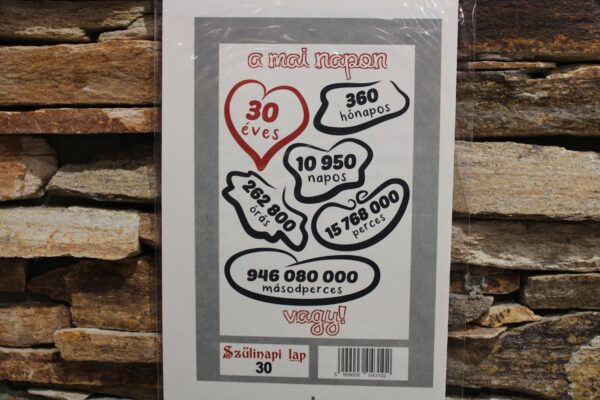 a mai napon
30
éves
360
hónapos
10 950
napos
262 800
órás
15 768 000
perces
946 080 000
másodperces
vagy!
Szülinapi lap
30